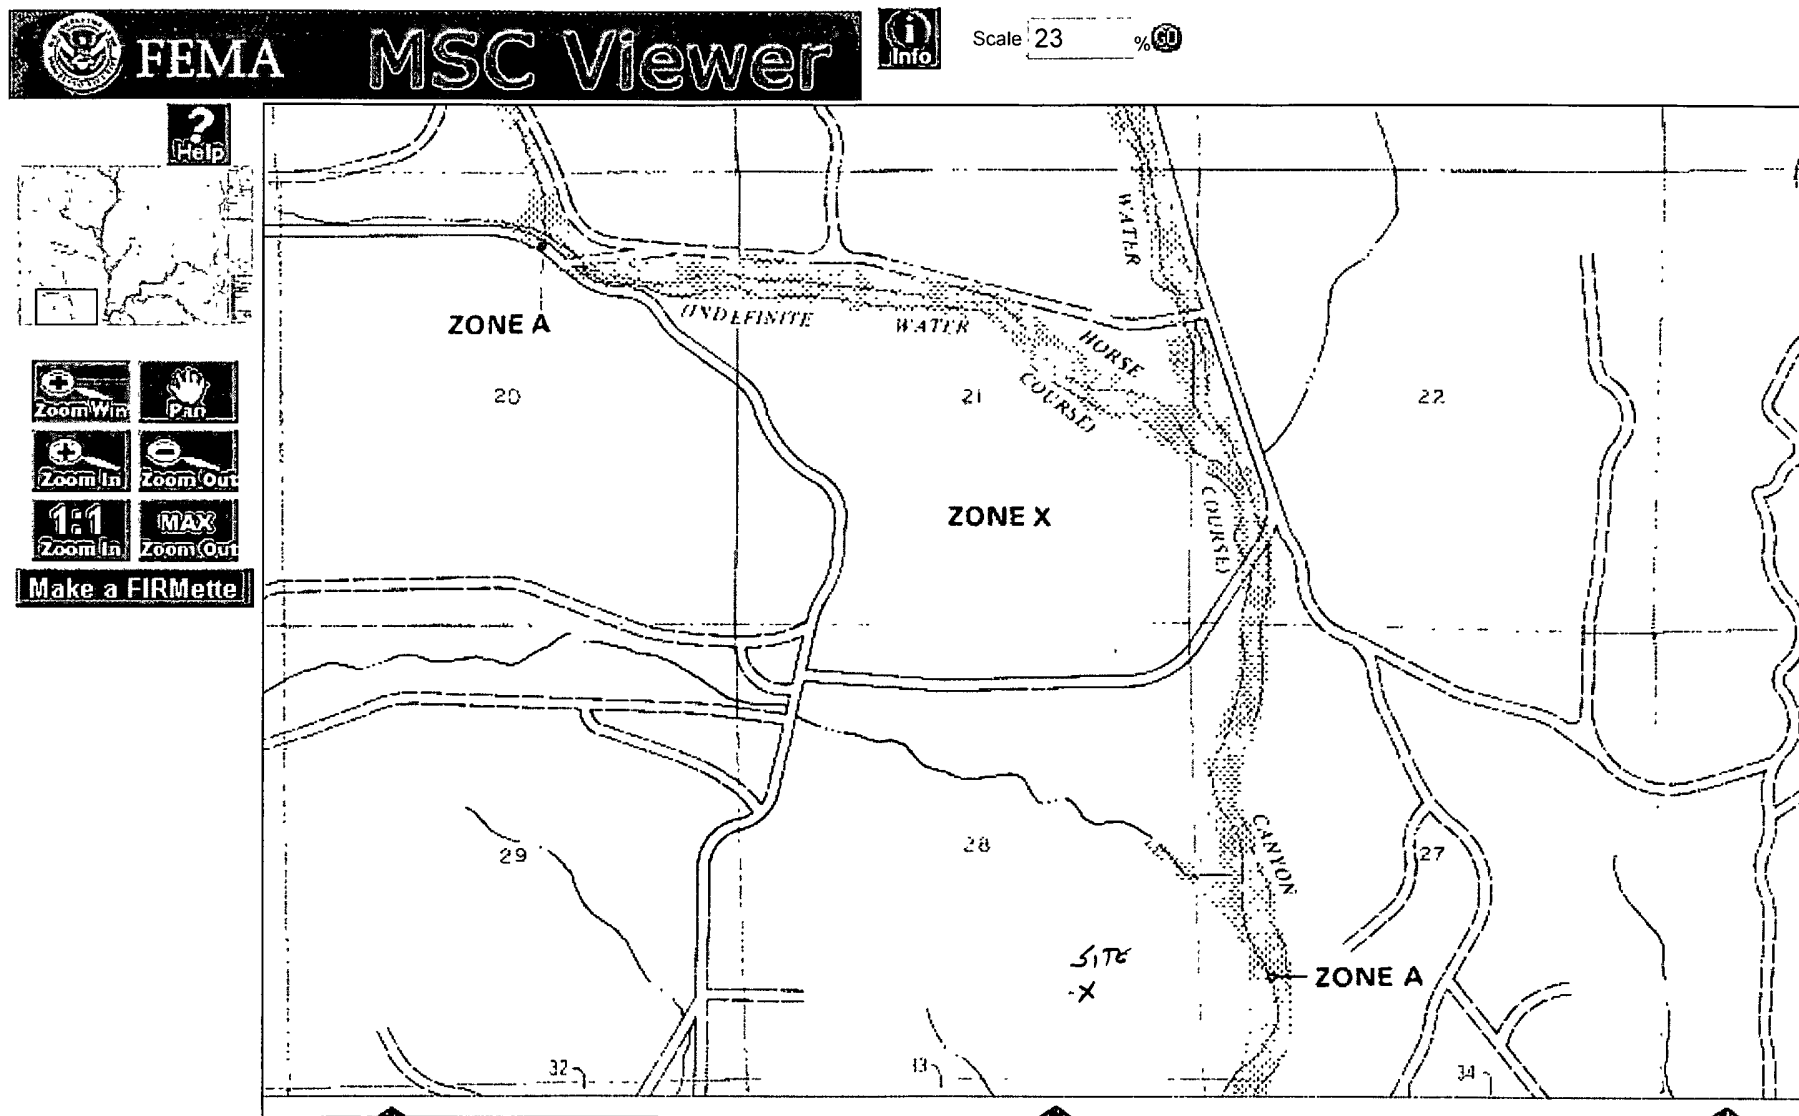 FEMA MSC Viewer
i Info
Scale 23 % GO
? Help
Zoom Win
Pan
Zoom In
Zoom Out
1:1 Zoom In
MAX Zoom Out
Make a FIRMette
WATER
ZONE A
(INDEFINITE
WATER
HORSE
COURSE)
20
21
22
ZONE X
COURSE)
29
28
CANYON
27
SITE
X
ZONE A
32
33
34